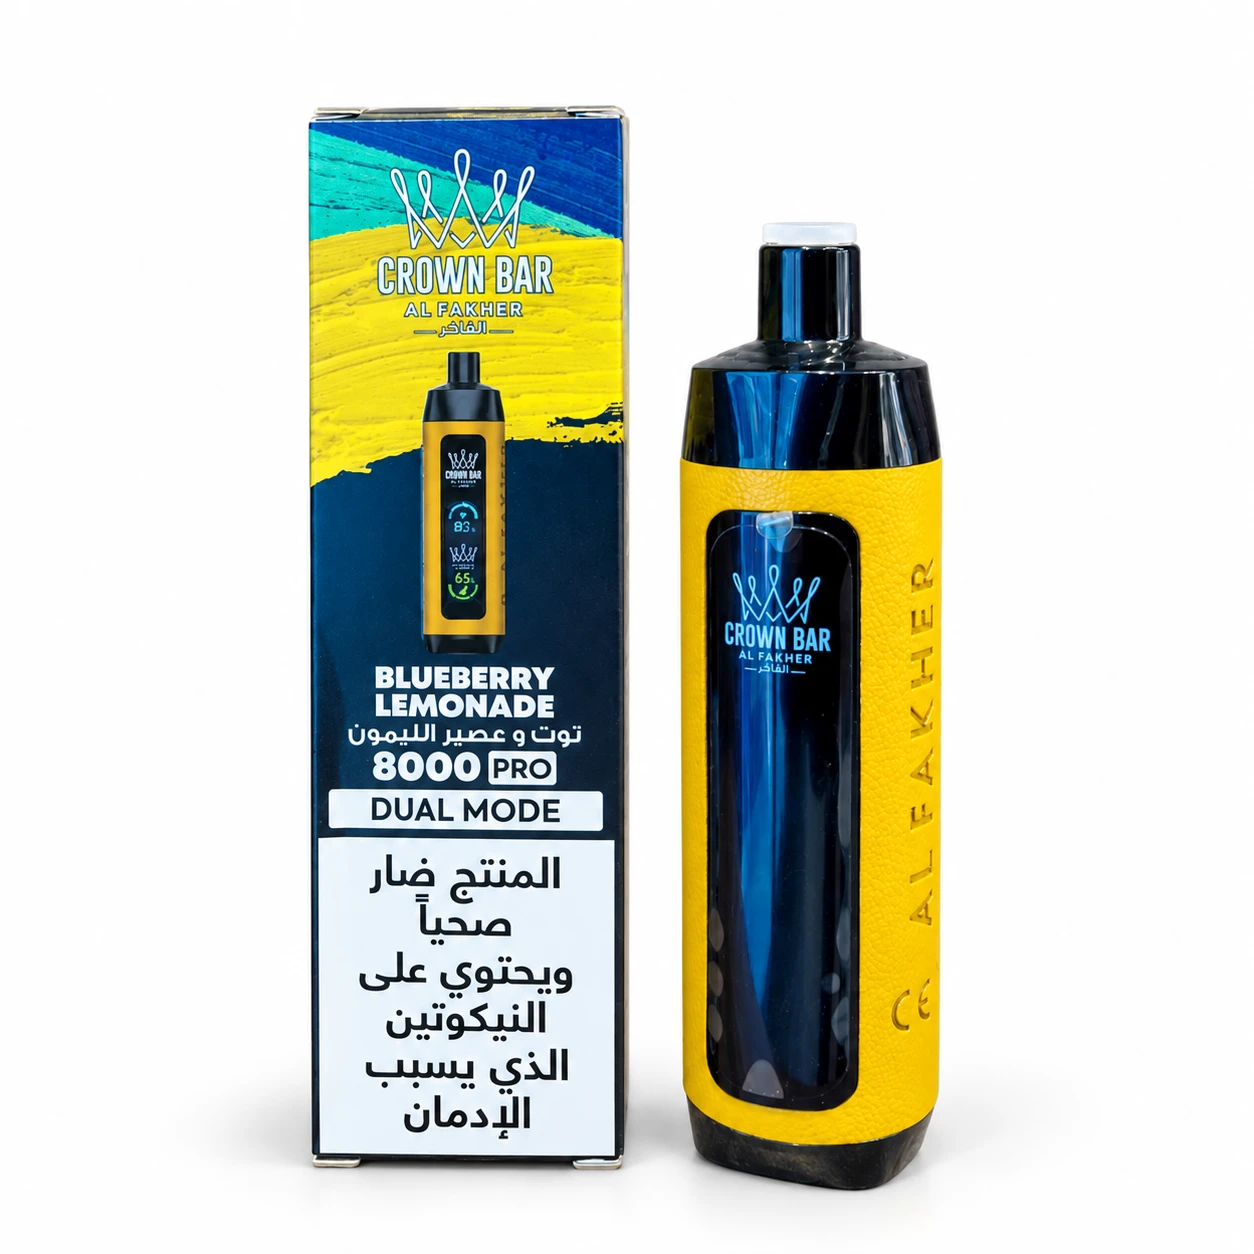 CROWN BAR
AL FAKHER
الفاخر
CROWN BAR
83
65
BLUEBERRY
LEMONADE
توت و عصير الليمون
8000 PRO
DUAL MODE
المنتج ضار
صحياً
ويحتوي على
النيكوتين
الذي يسبب
الإدمان
CROWN BAR
AL FAKHER
الفاخر
AL FAKHER
CE